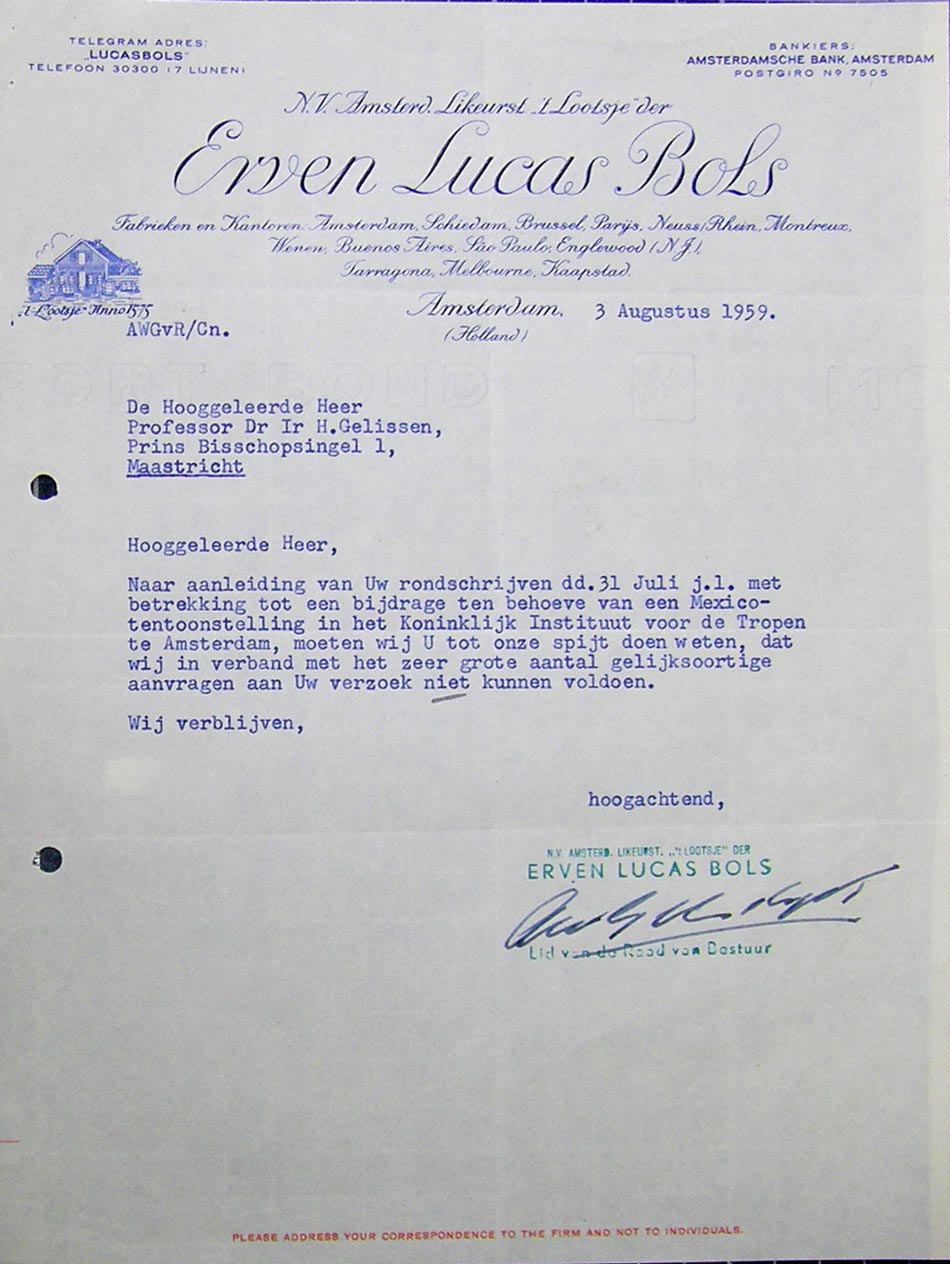 TELEGRAM ADRES:
„LUCASBOLS"
TELEFOON 30300 (7 LIJNEN)
BANKIERS:
AMSTERDAMSCHE BANK, AMSTERDAM
POSTGIRO Nº 7505
N.V. Amsterd. Likeurst. „'t Lootsje" der
Erven Lucas Bols
Fabrieken en Kantoren: Amsterdam, Schiedam, Brussel, Parijs, Neuss/Rhein, Montreux,
Wenen, Buenos Aires, São Paulo, Englewood (N.J.),
Tarragona, Melbourne, Kaapstad.
„'t Lootsje" Anno 1575
Amsterdam, 3 Augustus 1959.
(Holland)
AWGvR/Cn.
De Hooggeleerde Heer
Professor Dr Ir H.Gelissen,
Prins Bisschopsingel 1,
Maastricht
Hooggeleerde Heer,
Naar aanleiding van Uw rondschrijven dd.31 Juli j.l. met
betrekking tot een bijdrage ten behoeve van een Mexico-
tentoonstelling in het Koninklijk Instituut voor de Tropen
te Amsterdam, moeten wij U tot onze spijt doen weten, dat
wij in verband met het zeer grote aantal gelijksoortige
aanvragen aan Uw verzoek niet kunnen voldoen.
Wij verblijven,
hoogachtend,
N.V. AMSTERD. LIKEURST. „'t LOOTSJE" DER
ERVEN LUCAS BOLS
Lid van de Raad van Bestuur
PLEASE ADDRESS YOUR CORRESPONDENCE TO THE FIRM AND NOT TO INDIVIDUALS.